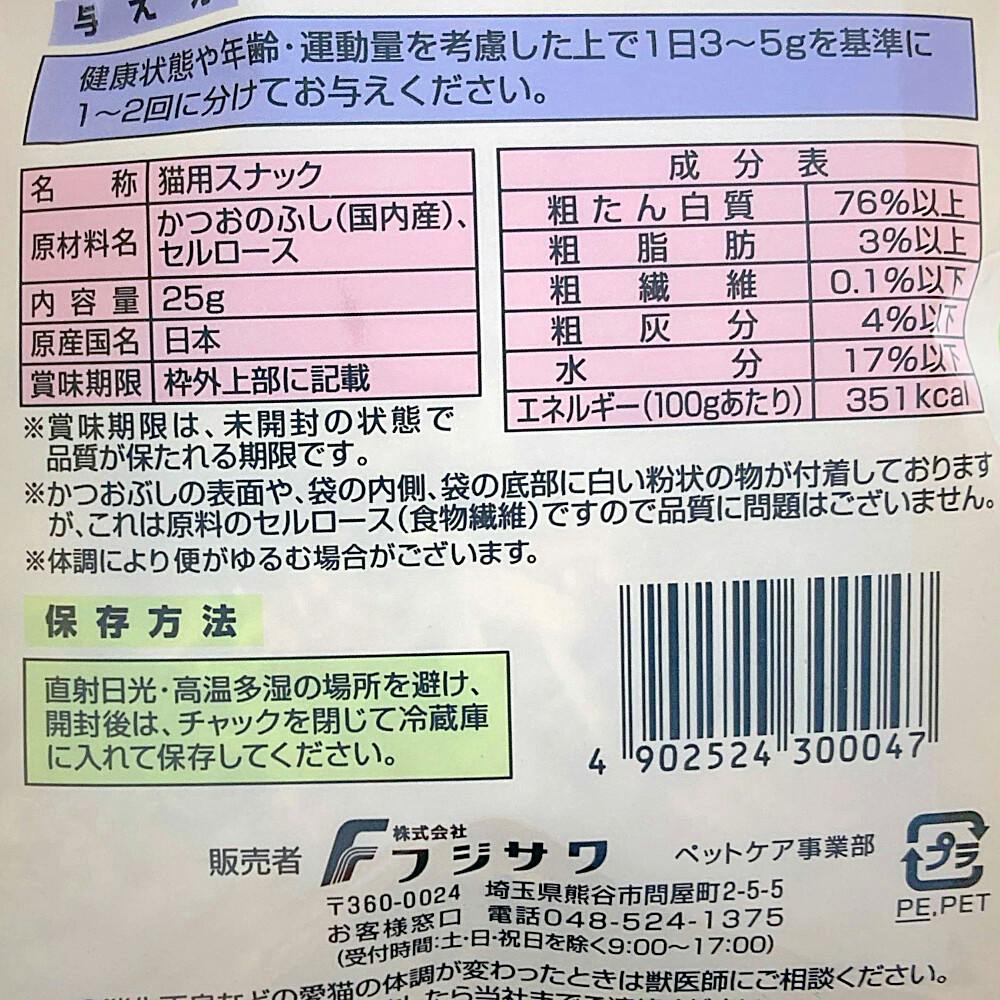 与え
健康状態や年齢・運動量を考慮した上で1日3～5gを基準に
1～2回に分けてお与えください。
名称 猫用スナック
原材料名 かつおのふし(国内産)、
セルロース
内容量 25g
原産国名 日本
賞味期限 枠外上部に記載
成分表
粗たん白質 76%以上
粗脂肪 3%以上
粗繊維 0.1%以下
粗灰分 4%以下
水分 17%以下
エネルギー(100gあたり) 351kcal
※賞味期限は、未開封の状態で
品質が保たれる期限です。
※かつおぶしの表面や、袋の内側、袋の底部に白い粉状の物が付着しております
が、これは原料のセルロース(食物繊維)ですので品質に問題はございません。
※体調により便がゆるむ場合がございます。
保存方法
直射日光・高温多湿の場所を避け、
開封後は、チャックを閉じて冷蔵庫
に入れて保存してください。
4 902524 300047
販売者 株式会社フジサワ ペットケア事業部
〒360-0024 埼玉県熊谷市問屋町2-5-5
お客様窓口 電話048-524-1375
(受付時間:土・日・祝日を除く9:00～17:00)
プラ
PE,PET
などの愛猫の体調が変わったときは獣医師にご相談ください。